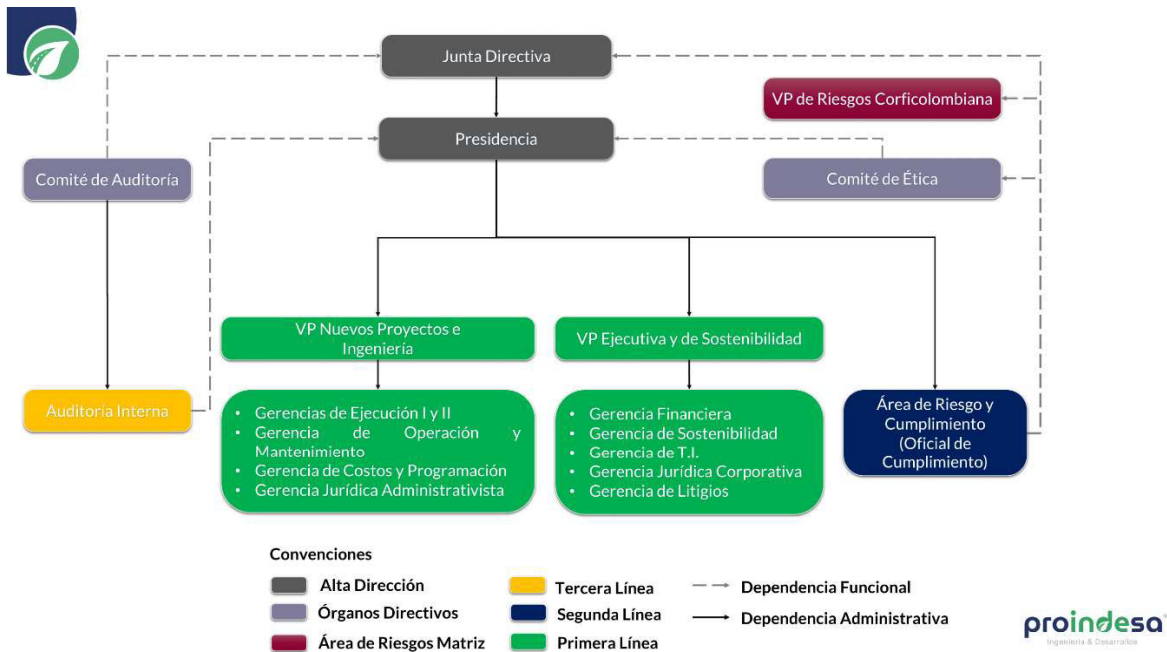 Junta Directiva
VP de Riesgos Corficolombiana
Presidencia
Comité de Auditoría
Comité de Ética
VP Nuevos Proyectos e
Ingeniería
VP Ejecutiva y de Sostenibilidad
Auditoría Interna
• Gerencias de Ejecución I y II
• Gerencia de Operación y
Mantenimiento
• Gerencia de Costos y Programación
• Gerencia Jurídica Administrativista
• Gerencia Financiera
• Gerencia de Sostenibilidad
• Gerencia de T.I.
• Gerencia Jurídica Corporativa
• Gerencia de Litigios
Área de Riesgo y
Cumplimiento
(Oficial de
Cumplimiento)
Convenciones
Alta Dirección
Órganos Directivos
Área de Riesgos Matriz
Tercera Línea
Segunda Línea
Primera Línea
Dependencia Funcional
Dependencia Administrativa
proindesa
Ingeniería & Desarrollos